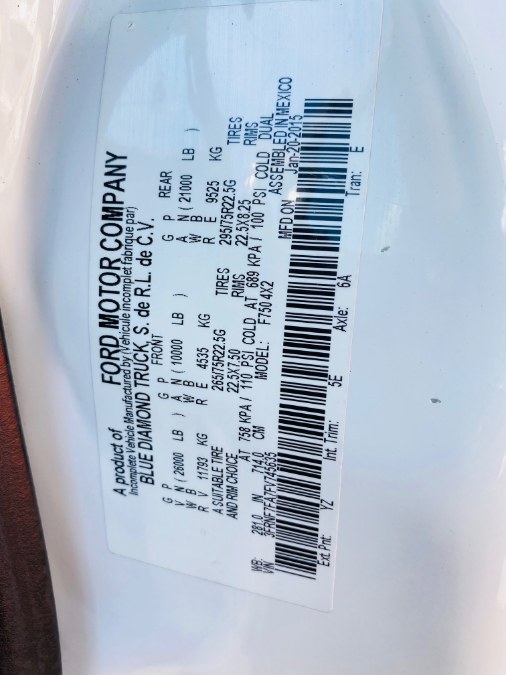 A product of FORD MOTOR COMPANY
Incomplete Vehicle Manufactured by / (Vehicule incomplet fabrique par)
BLUE DIAMOND TRUCK, S. de R.L. de C.V.
FRONT REAR
G P G P G P
V N ( 26000 LB ) A N ( 10000 LB ) A N ( 21000 LB )
W B W B W B
R V 11793 KG R E 4535 KG R E 9525 KG
A SUITABLE TIRE 265/75R22.5G TIRES 295/75R22.5G TIRES
AND RIM CHOICE 22.5X7.50 RIMS 22.5X8.25 RIMS
AT 758 KPA / 110 PSI COLD AT 689 KPA / 100 PSI COLD DUAL
WB: 281.0 IN 714.0 CM MODEL: F750 4X2 ASSEMBLED IN MEXICO
VIN: 3FRNF7FA7FV745635 MFD ON Jan-20-2015
Ext. Pnt: YZ Int. Trim: 5E Axle: 6A Tran: E